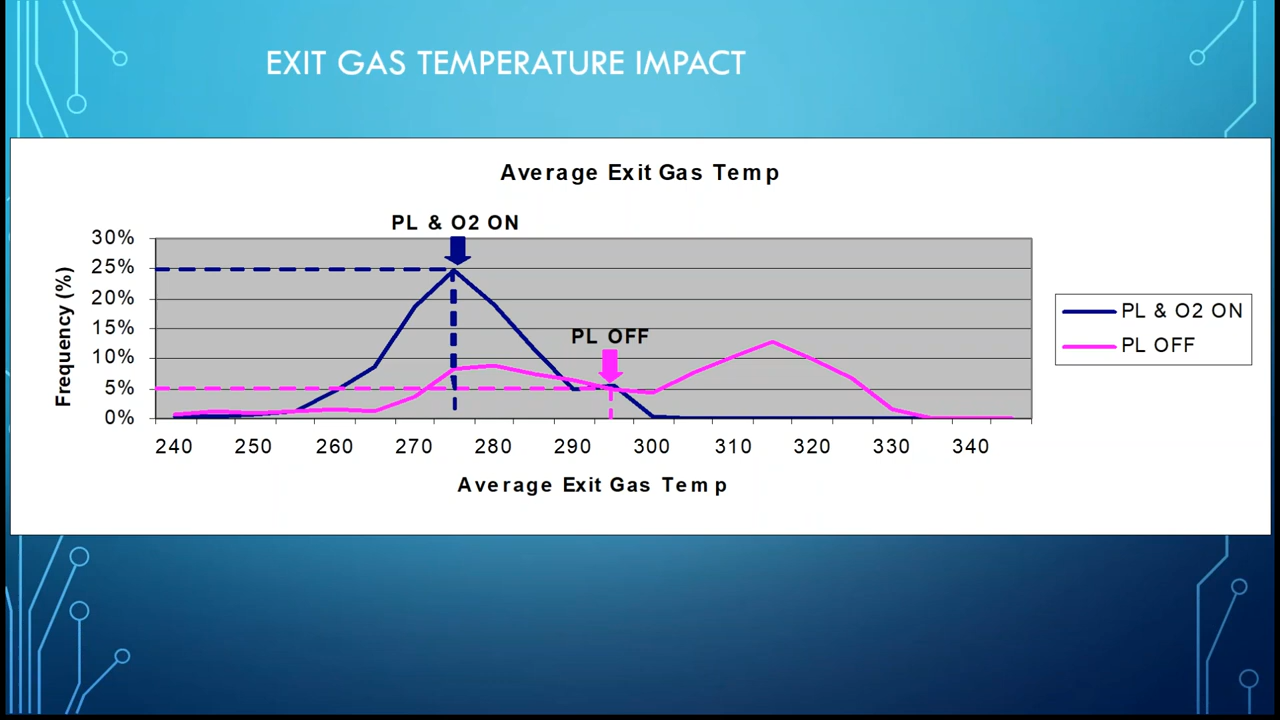 EXIT GAS TEMPERATURE IMPACT
Average Exit Gas Temp
PL & O2 ON
30%
25%
20%
15%
10%
5%
0%
Frequency (%)
PL OFF
240 250 260 270 280 290 300 310 320 330 340
Average Exit Gas Temp
PL & O2 ON
PL OFF